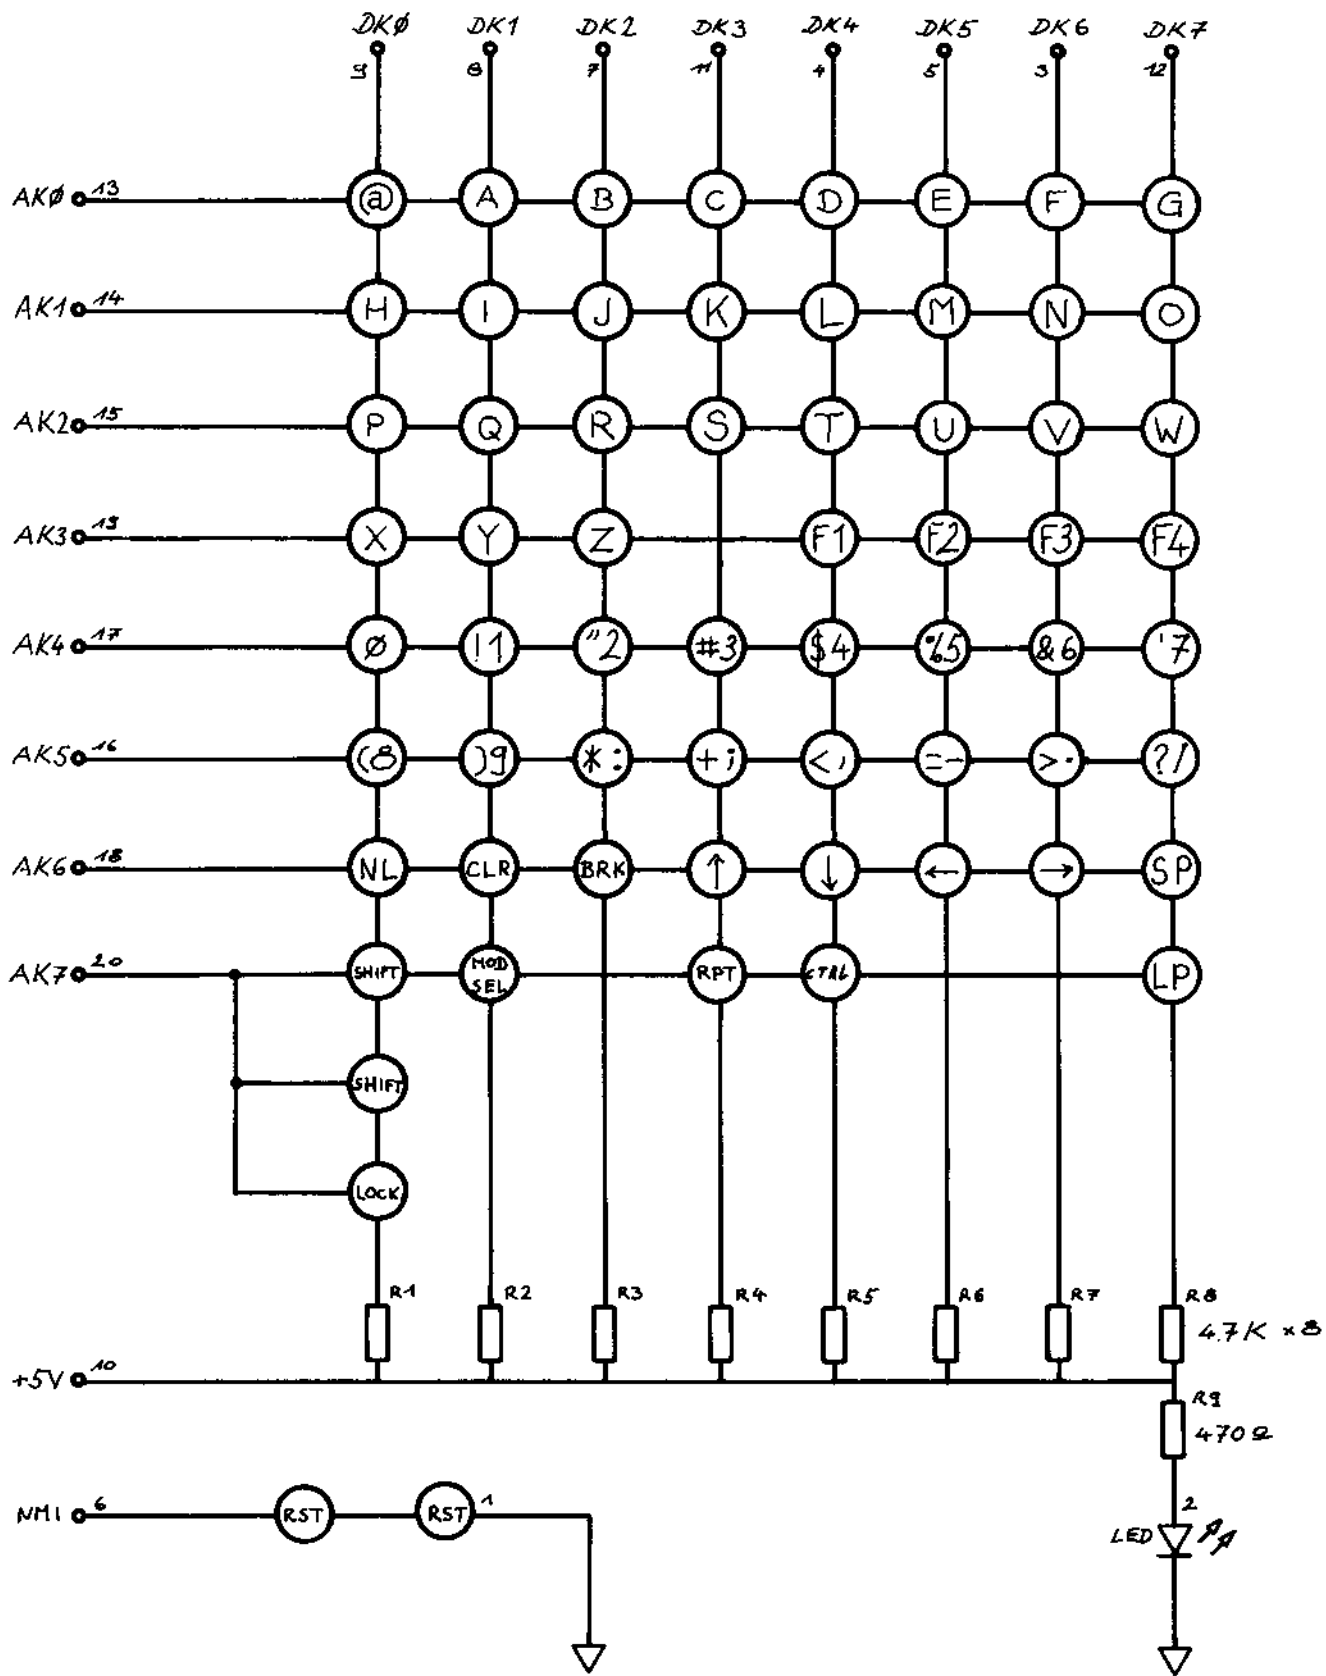 DKØ DK1 DK2 DK3 DK4 DK5 DK6 DK7
9 8 7 11 4 5 3 12
AKØ 13 @ A B C D E F G
AK1 14 H I J K L M N O
AK2 15 P Q R S T U V W
AK3 19 X Y Z F1 F2 F3 F4
AK4 17 Ø !1 "2 #3 $4 %5 &6 '7
AK5 16 (8 )9 *: +; <, =- >. ?/
AK6 18 NL CLR BRK ↑ ↓ ← → SP
AK7 20 SHIFT MOD SEL RPT CTRL LP
SHIFT
LOCK
R1 R2 R3 R4 R5 R6 R7 R8
4.7K x8
+5V 10
R9
470Ω
NMI 6 RST RST 1
2
LED